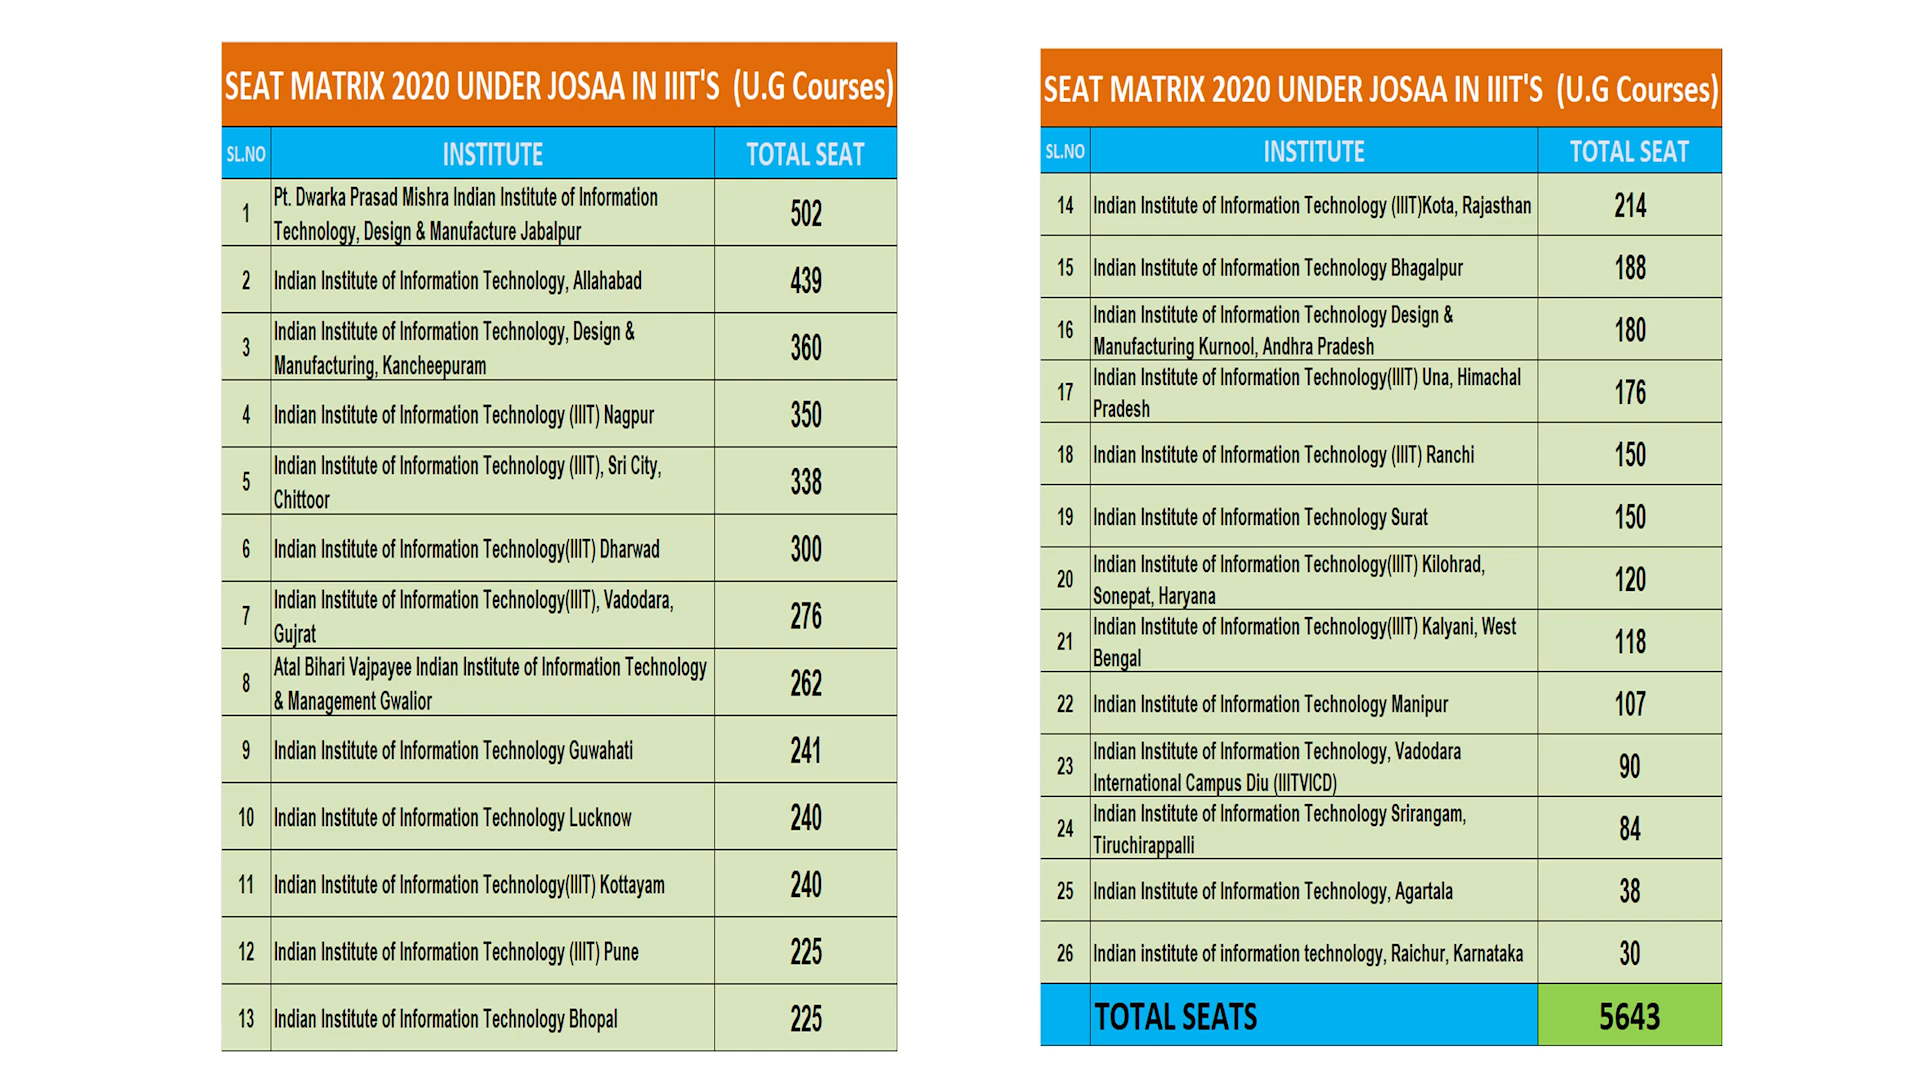 SEAT MATRIX 2020 UNDER JOSAA IN IIIT'S (U.G Courses)
SL.NO INSTITUTE TOTAL SEAT
1 Pt. Dwarka Prasad Mishra Indian Institute of Information
Technology, Design & Manufacture Jabalpur 502
2 Indian Institute of Information Technology, Allahabad 439
3 Indian Institute of Information Technology, Design &
Manufacturing, Kancheepuram 360
4 Indian Institute of Information Technology (IIIT) Nagpur 350
5 Indian Institute of Information Technology (IIIT), Sri City,
Chittoor 338
6 Indian Institute of Information Technology(IIIT) Dharwad 300
7 Indian Institute of Information Technology(IIIT), Vadodara,
Gujrat 276
8 Atal Bihari Vajpayee Indian Institute of Information Technology
& Management Gwalior 262
9 Indian Institute of Information Technology Guwahati 241
10 Indian Institute of Information Technology Lucknow 240
11 Indian Institute of Information Technology(IIIT) Kottayam 240
12 Indian Institute of Information Technology (IIIT) Pune 225
13 Indian Institute of Information Technology Bhopal 225
SEAT MATRIX 2020 UNDER JOSAA IN IIIT'S (U.G Courses)
SL.NO INSTITUTE TOTAL SEAT
14 Indian Institute of Information Technology (IIIT)Kota, Rajasthan 214
15 Indian Institute of Information Technology Bhagalpur 188
16 Indian Institute of Information Technology Design &
Manufacturing Kurnool, Andhra Pradesh 180
17 Indian Institute of Information Technology(IIIT) Una, Himachal
Pradesh 176
18 Indian Institute of Information Technology (IIIT) Ranchi 150
19 Indian Institute of Information Technology Surat 150
20 Indian Institute of Information Technology(IIIT) Kilohrad,
Sonepat, Haryana 120
21 Indian Institute of Information Technology(IIIT) Kalyani, West
Bengal 118
22 Indian Institute of Information Technology Manipur 107
23 Indian Institute of Information Technology, Vadodara
International Campus Diu (IIITVICD) 90
24 Indian Institute of Information Technology Srirangam,
Tiruchirappalli 84
25 Indian Institute of Information Technology, Agartala 38
26 Indian institute of information technology, Raichur, Karnataka 30
TOTAL SEATS 5643